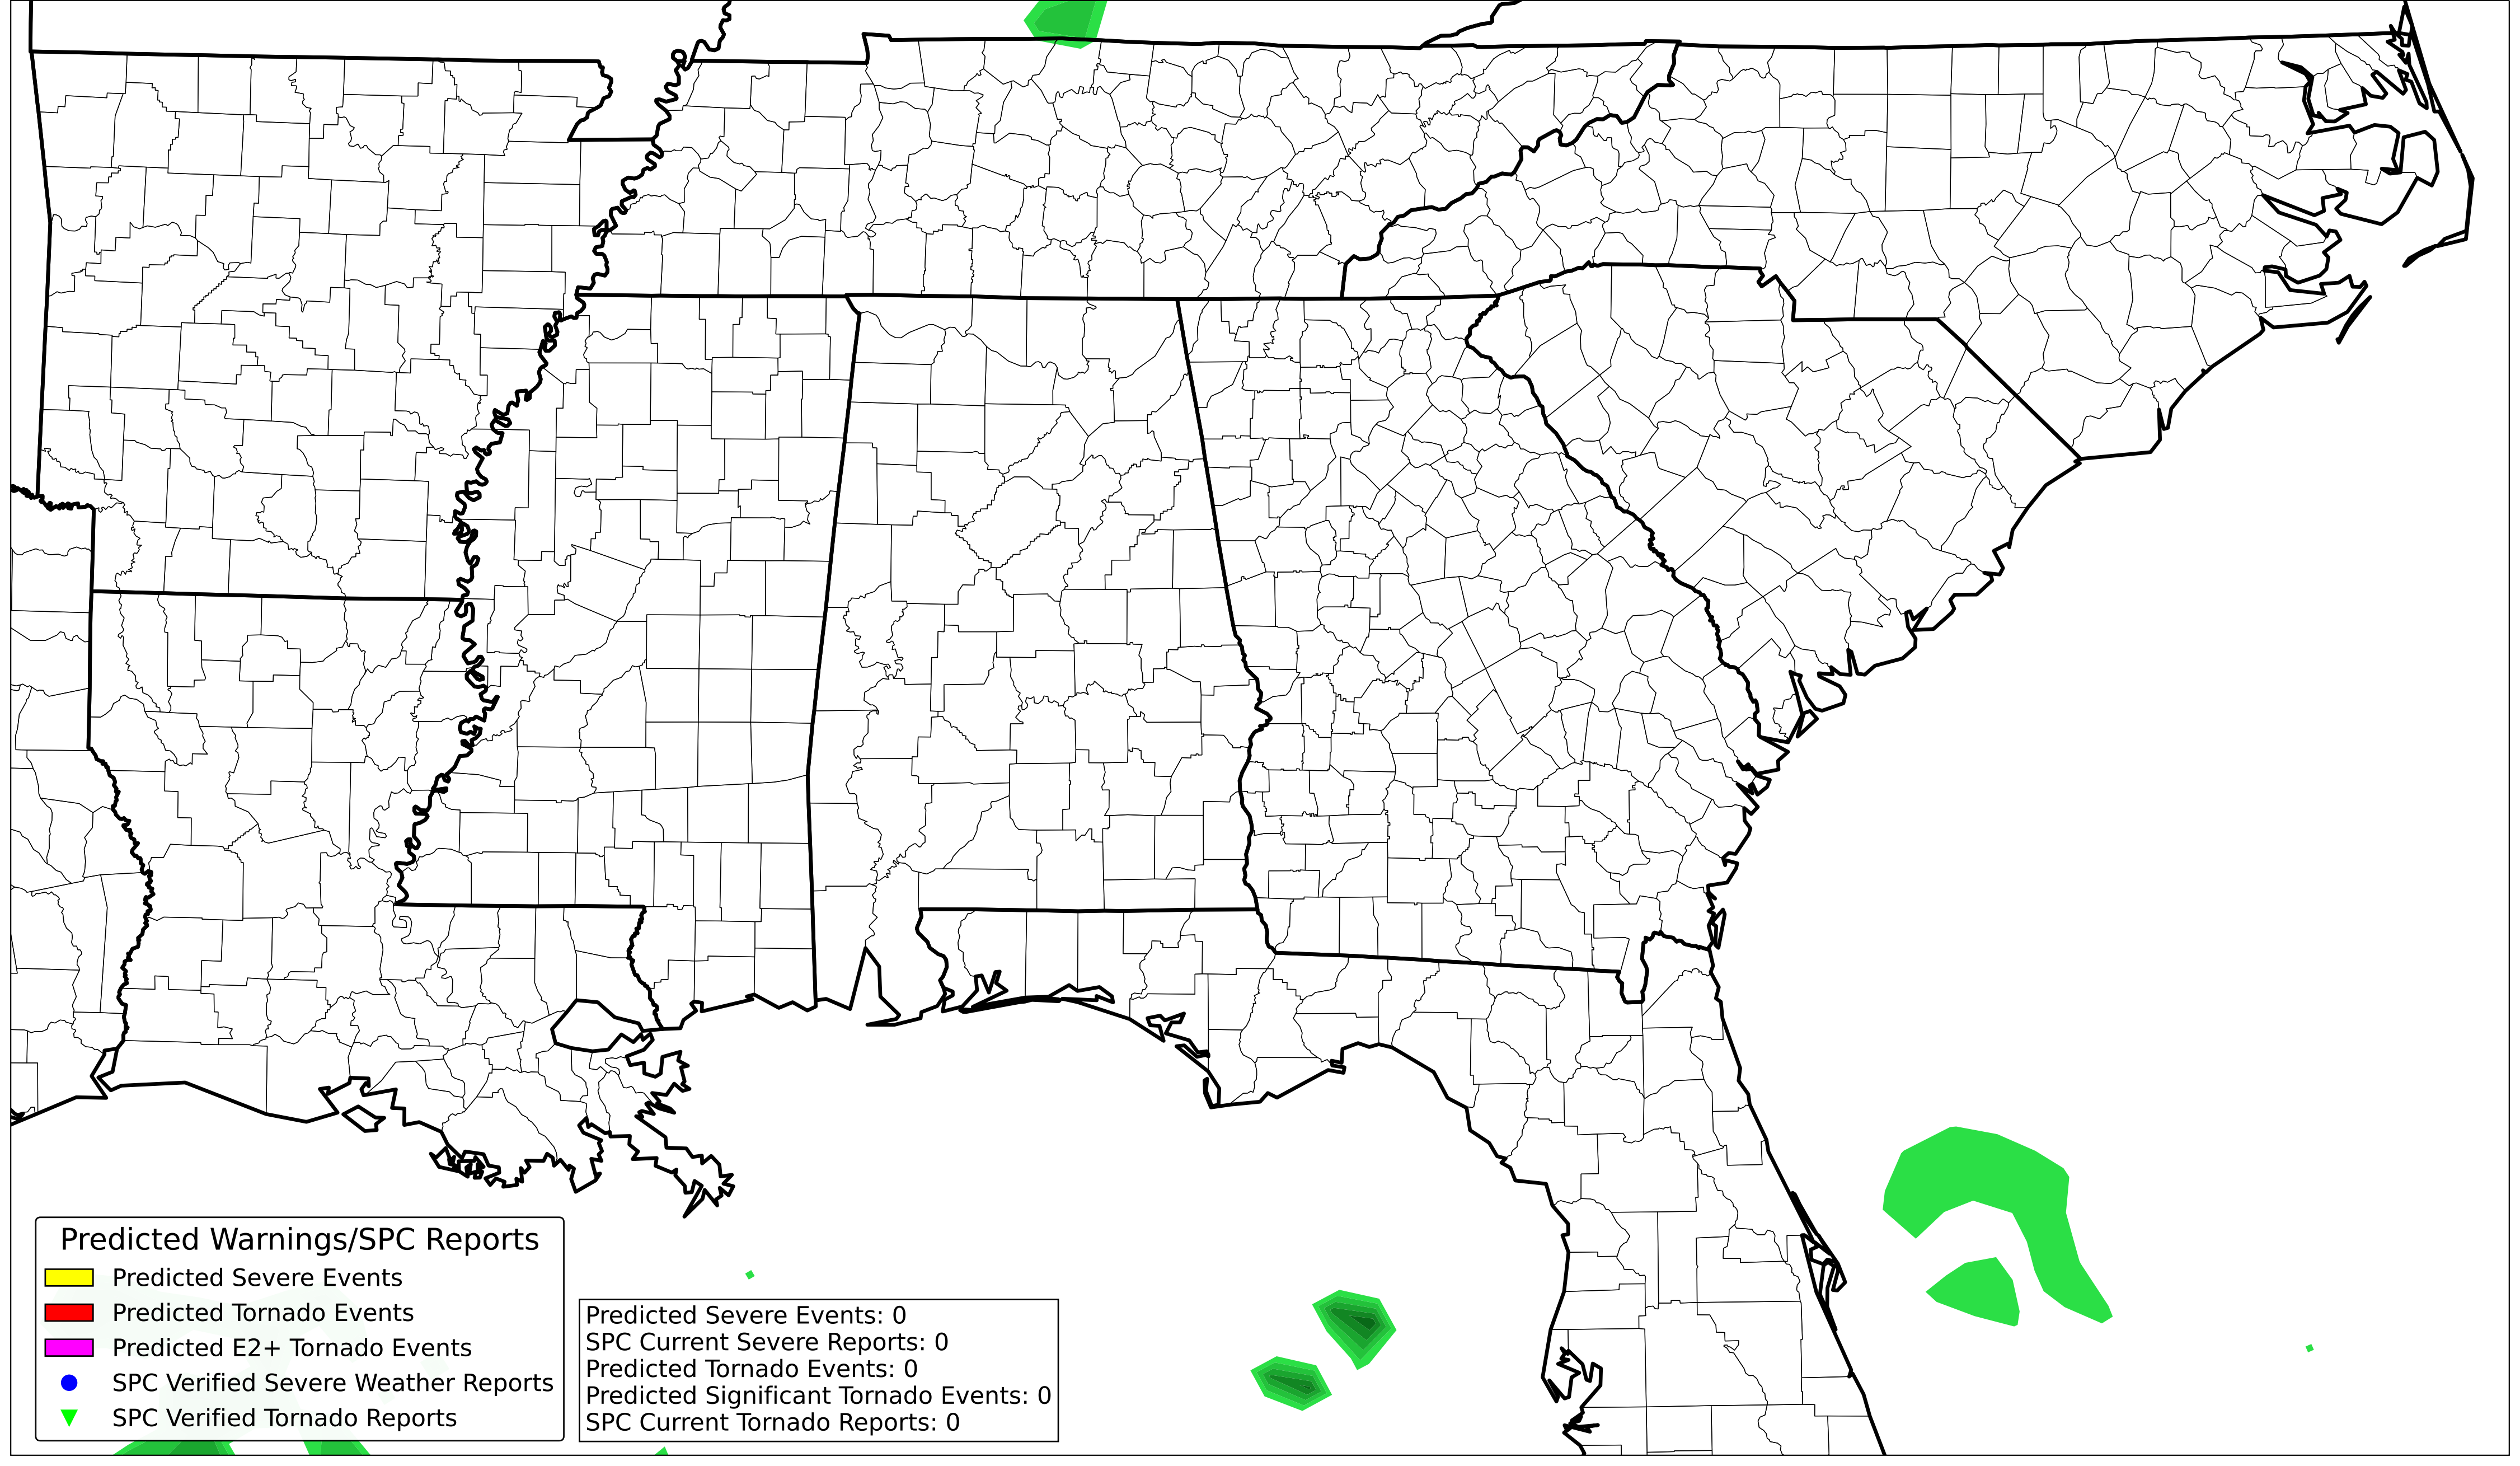 Predicted Warnings/SPC Reports
Predicted Severe Events
Predicted Tornado Events
Predicted E2+ Tornado Events
SPC Verified Severe Weather Reports
SPC Verified Tornado Reports
Predicted Severe Events: 0
SPC Current Severe Reports: 0
Predicted Tornado Events: 0
Predicted Significant Tornado Events: 0
SPC Current Tornado Reports: 0